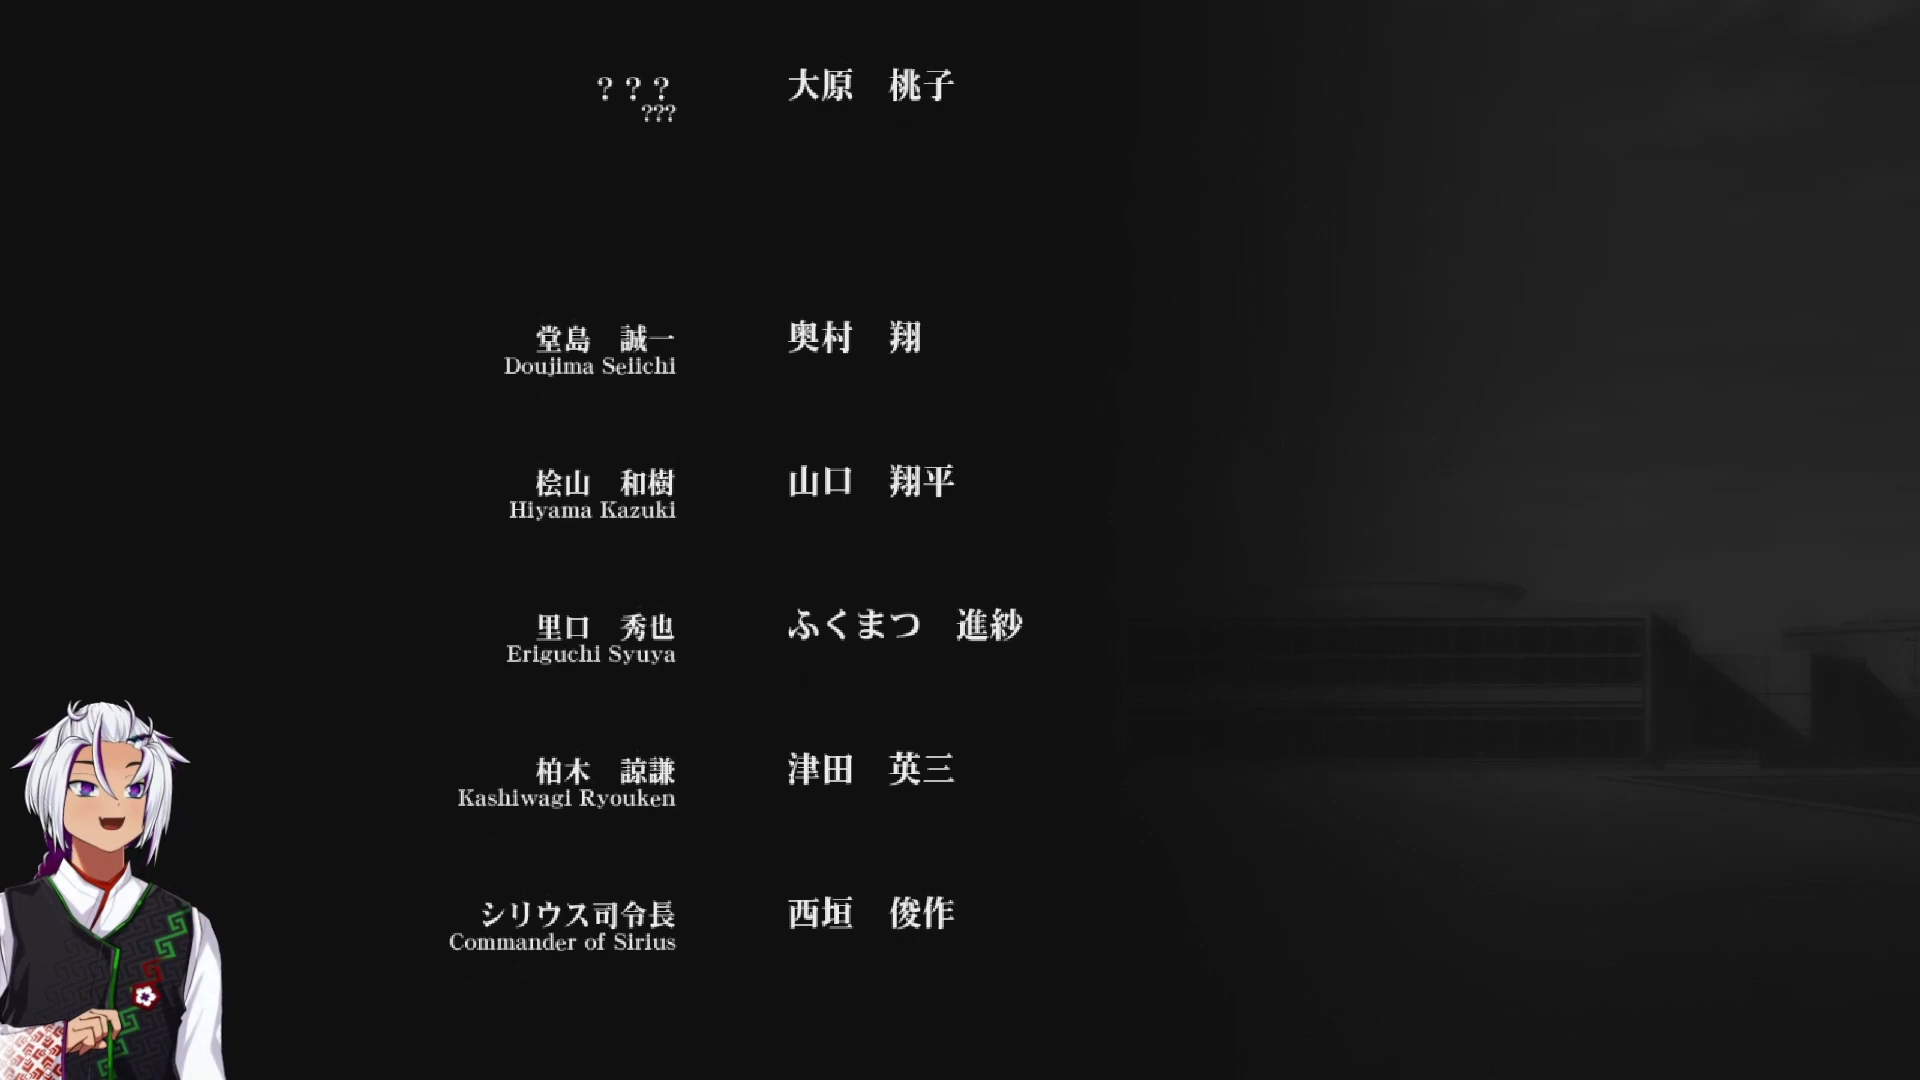 ？？？　大原　桃子
???
堂島　誠一　奥村　翔
Doujima Seiichi
桧山　和樹　山口　翔平
Hiyama Kazuki
里口　秀也　ふくまつ　進紗
Eriguchi Syuya
柏木　諒謙　津田　英三
Kashiwagi Ryouken
シリウス司令長　西垣　俊作
Commander of Sirius